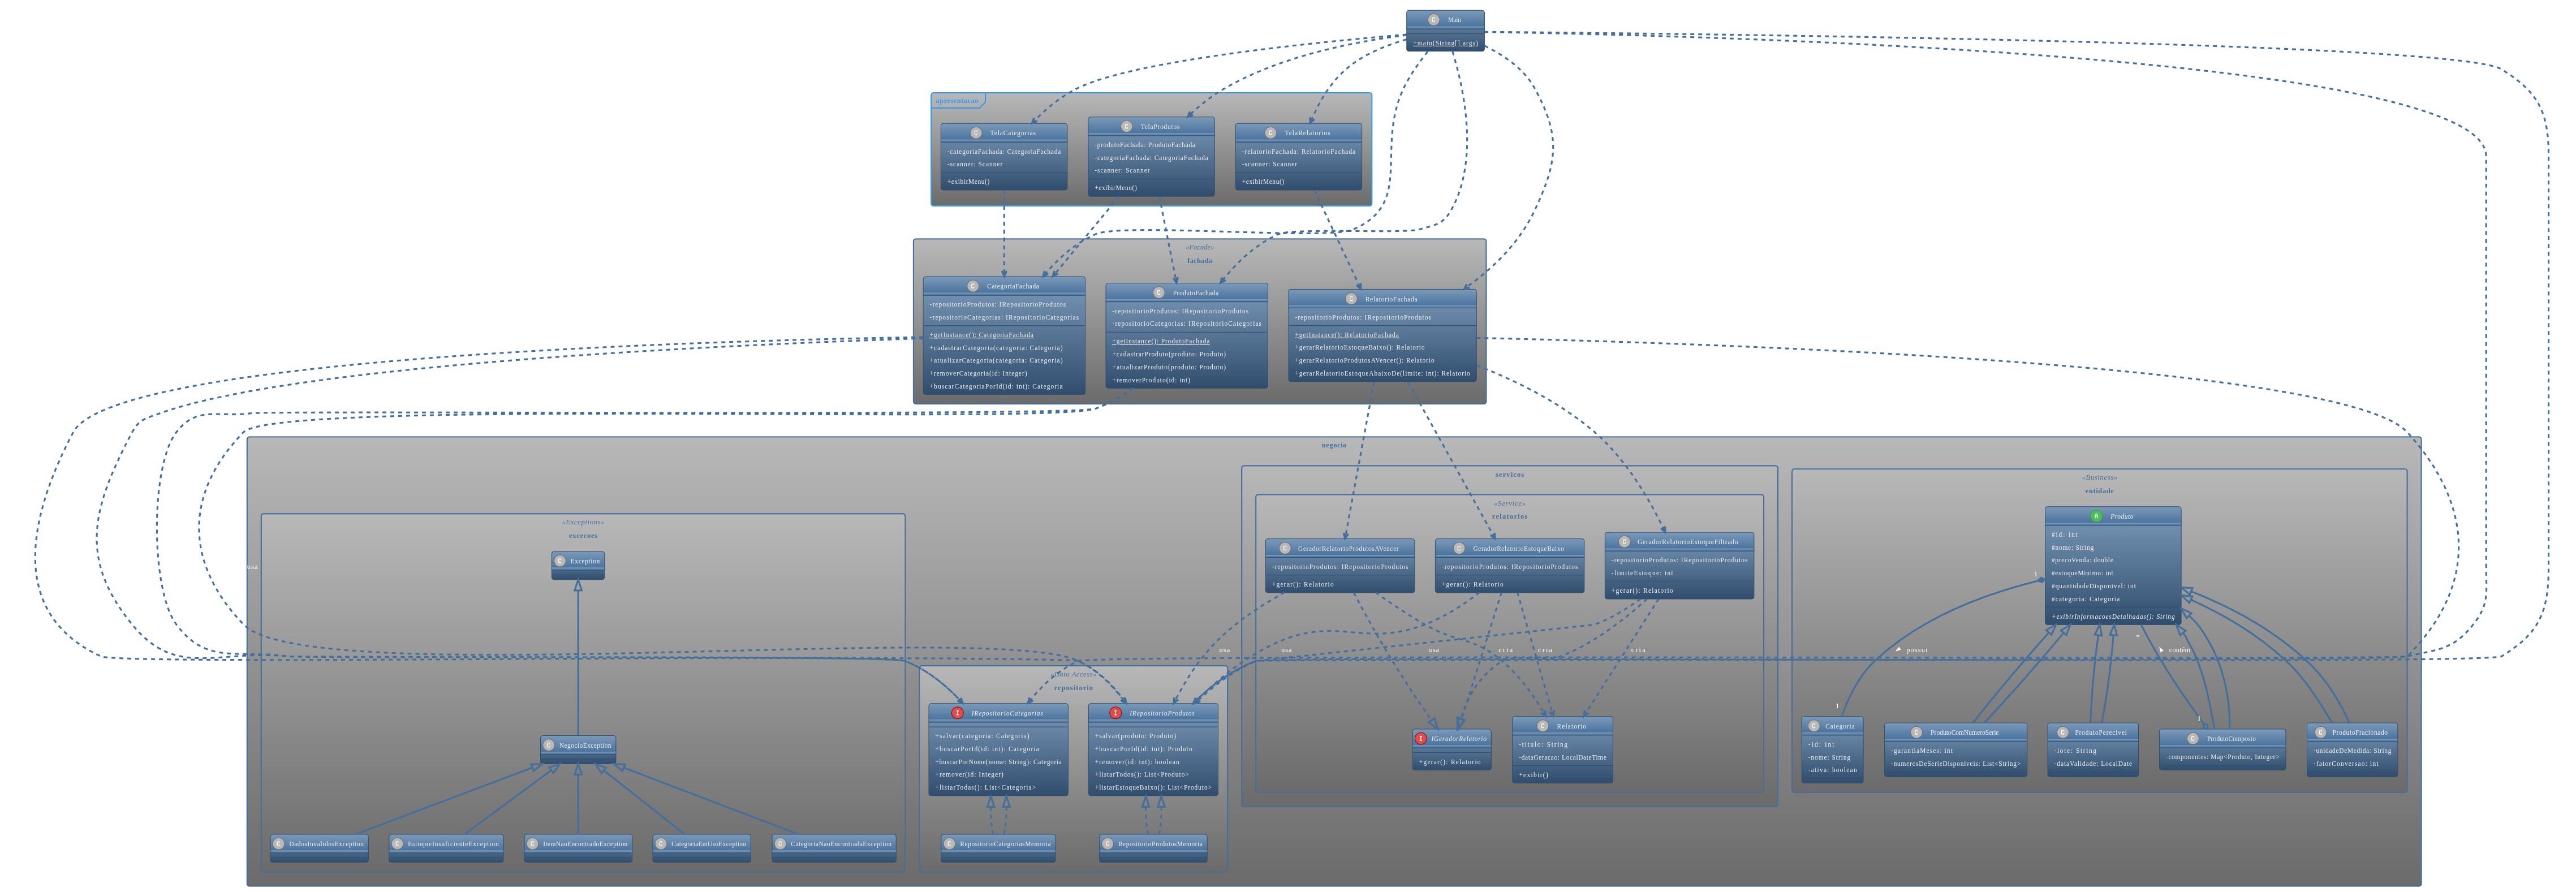 Main
+main(String[] args)
apresentacao
TelaCategorias
-categoriaFachada: CategoriaFachada
-scanner: Scanner
+exibirMenu()
TelaProdutos
-produtoFachada: ProdutoFachada
-categoriaFachada: CategoriaFachada
-scanner: Scanner
+exibirMenu()
TelaRelatorios
-relatorioFachada: RelatorioFachada
-scanner: Scanner
+exibirMenu()
«Facade»
fachada
CategoriaFachada
-repositorioProdutos: IRepositorioProdutos
-repositorioCategorias: IRepositorioCategorias
+getInstance(): CategoriaFachada
+cadastrarCategoria(categoria: Categoria)
+atualizarCategoria(categoria: Categoria)
+removerCategoria(id: Integer)
+buscarCategoriaPorId(id: int): Categoria
ProdutoFachada
-repositorioProdutos: IRepositorioProdutos
-repositorioCategorias: IRepositorioCategorias
+getInstance(): ProdutoFachada
+cadastrarProduto(produto: Produto)
+atualizarProduto(produto: Produto)
+removerProduto(id: int)
RelatorioFachada
-repositorioProdutos: IRepositorioProdutos
+getInstance(): RelatorioFachada
+gerarRelatorioEstoqueBaixo(): Relatorio
+gerarRelatorioProdutosAVencer(): Relatorio
+gerarRelatorioEstoqueAbaixoDe(limite: int): Relatorio
negocio
«Exceptions»
excecoes
Exception
usa
NegocioException
DadosInvalidosException
EstoqueInsuficienteException
ItemNaoEncontradoException
CategoriaEmUsoException
CategoriaNaoEncontradaException
«Data Access»
repositorio
IRepositorioCategorias
+salvar(categoria: Categoria)
+buscarPorId(id: int): Categoria
+buscarPorNome(nome: String): Categoria
+remover(id: Integer)
+listarTodas(): List<Categoria>
IRepositorioProdutos
+salvar(produto: Produto)
+buscarPorId(id: int): Produto
+remover(id: int): boolean
+listarTodos(): List<Produto>
+listarEstoqueBaixo(): List<Produto>
RepositorioCategoriasMemoria
RepositorioProdutosMemoria
servicos
«Service»
relatorios
GeradorRelatorioProdutosAVencer
-repositorioProdutos: IRepositorioProdutos
+gerar(): Relatorio
GeradorRelatorioEstoqueBaixo
-repositorioProdutos: IRepositorioProdutos
+gerar(): Relatorio
GeradorRelatorioEstoqueFiltrado
-repositorioProdutos: IRepositorioProdutos
-limiteEstoque: int
+gerar(): Relatorio
usa
usa
usa
cria
cria
cria
IGeradorRelatorio
+gerar(): Relatorio
Relatorio
-titulo: String
-dataGeracao: LocalDateTime
+exibir()
«Business»
entidade
Produto
#id: int
#nome: String
#precoVenda: double
#estoqueMinimo: int
#quantidadeDisponivel: int
#categoria: Categoria
+exibirInformacoesDetalhadas(): String
1
*
possui
contém
1
1
Categoria
-id: int
-nome: String
-ativa: boolean
ProdutoComNumeroSerie
-garantiaMeses: int
-numerosDeSerieDisponiveis: List<String>
ProdutoPerecivel
-lote: String
-dataValidade: LocalDate
ProdutoComposto
-componentes: Map<Produto, Integer>
ProdutoFracionado
-unidadeDeMedida: String
-fatorConversao: int